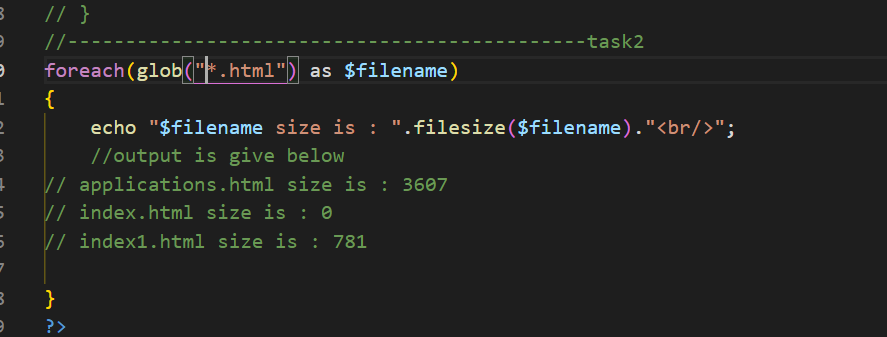 8 // }
9 //---------------------------------------------task2
0 foreach(glob("*.html") as $filename)
1 {
2 echo "$filename size is : ".filesize($filename)."<br/>";
3 //output is give below
4 // applications.html size is : 3607
5 // index.html size is : 0
6 // index1.html size is : 781
7
8 }
9 ?>